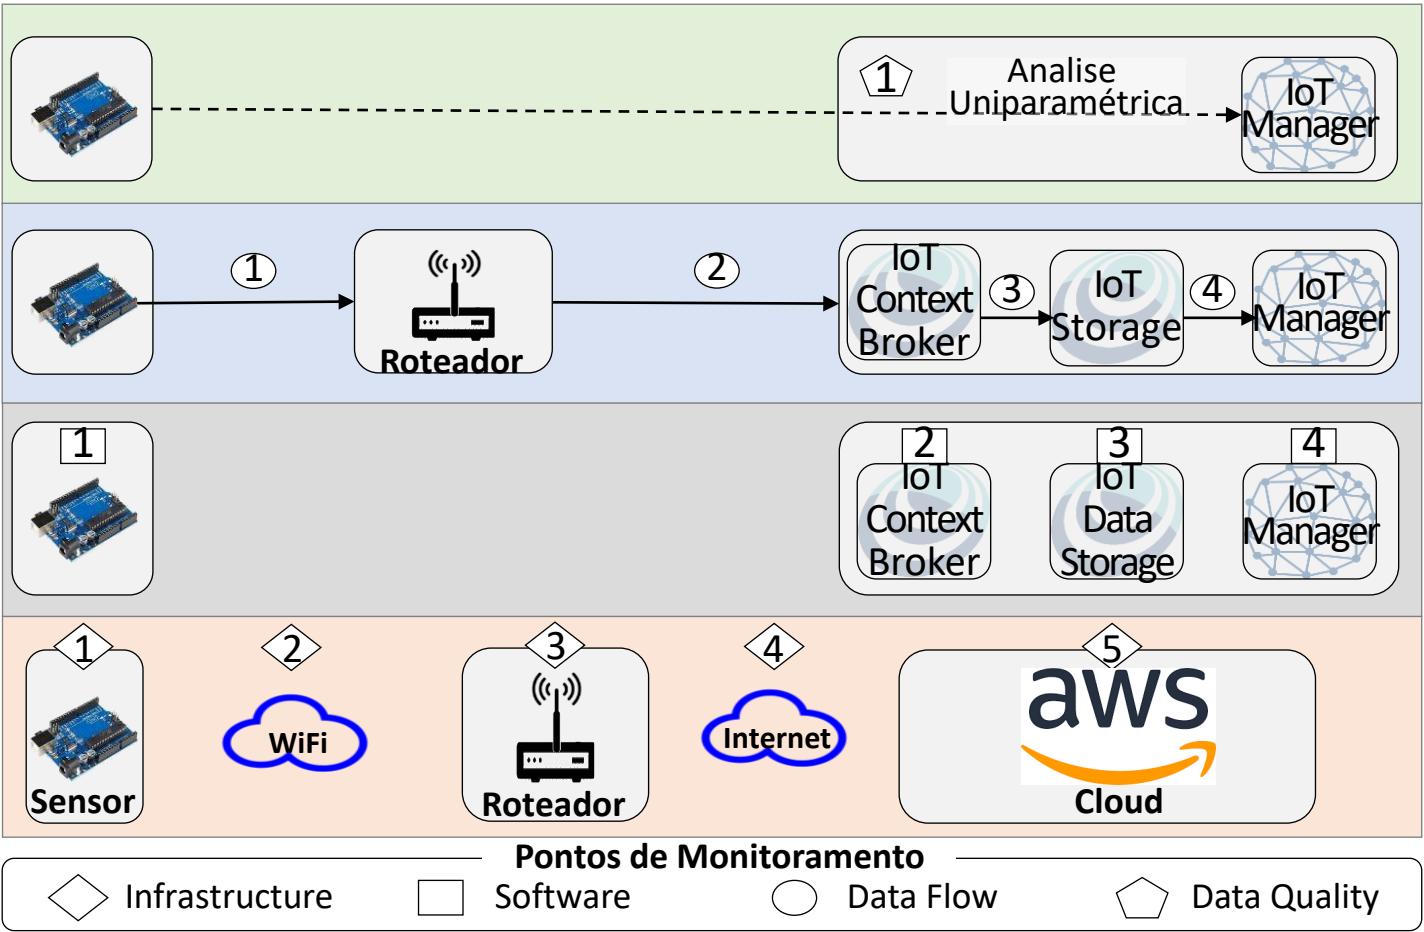 1
Analise
Uniparamétrica
IoT
Manager
1
Roteador
2
IoT
Context
Broker
3
IoT
Storage
4
IoT
Manager
1
2
IoT
Context
Broker
3
IoT
Data
Storage
4
IoT
Manager
1
Sensor
2
WiFi
3
Roteador
4
Internet
5
aws
Cloud
Pontos de Monitoramento
Infrastructure
Software
Data Flow
Data Quality